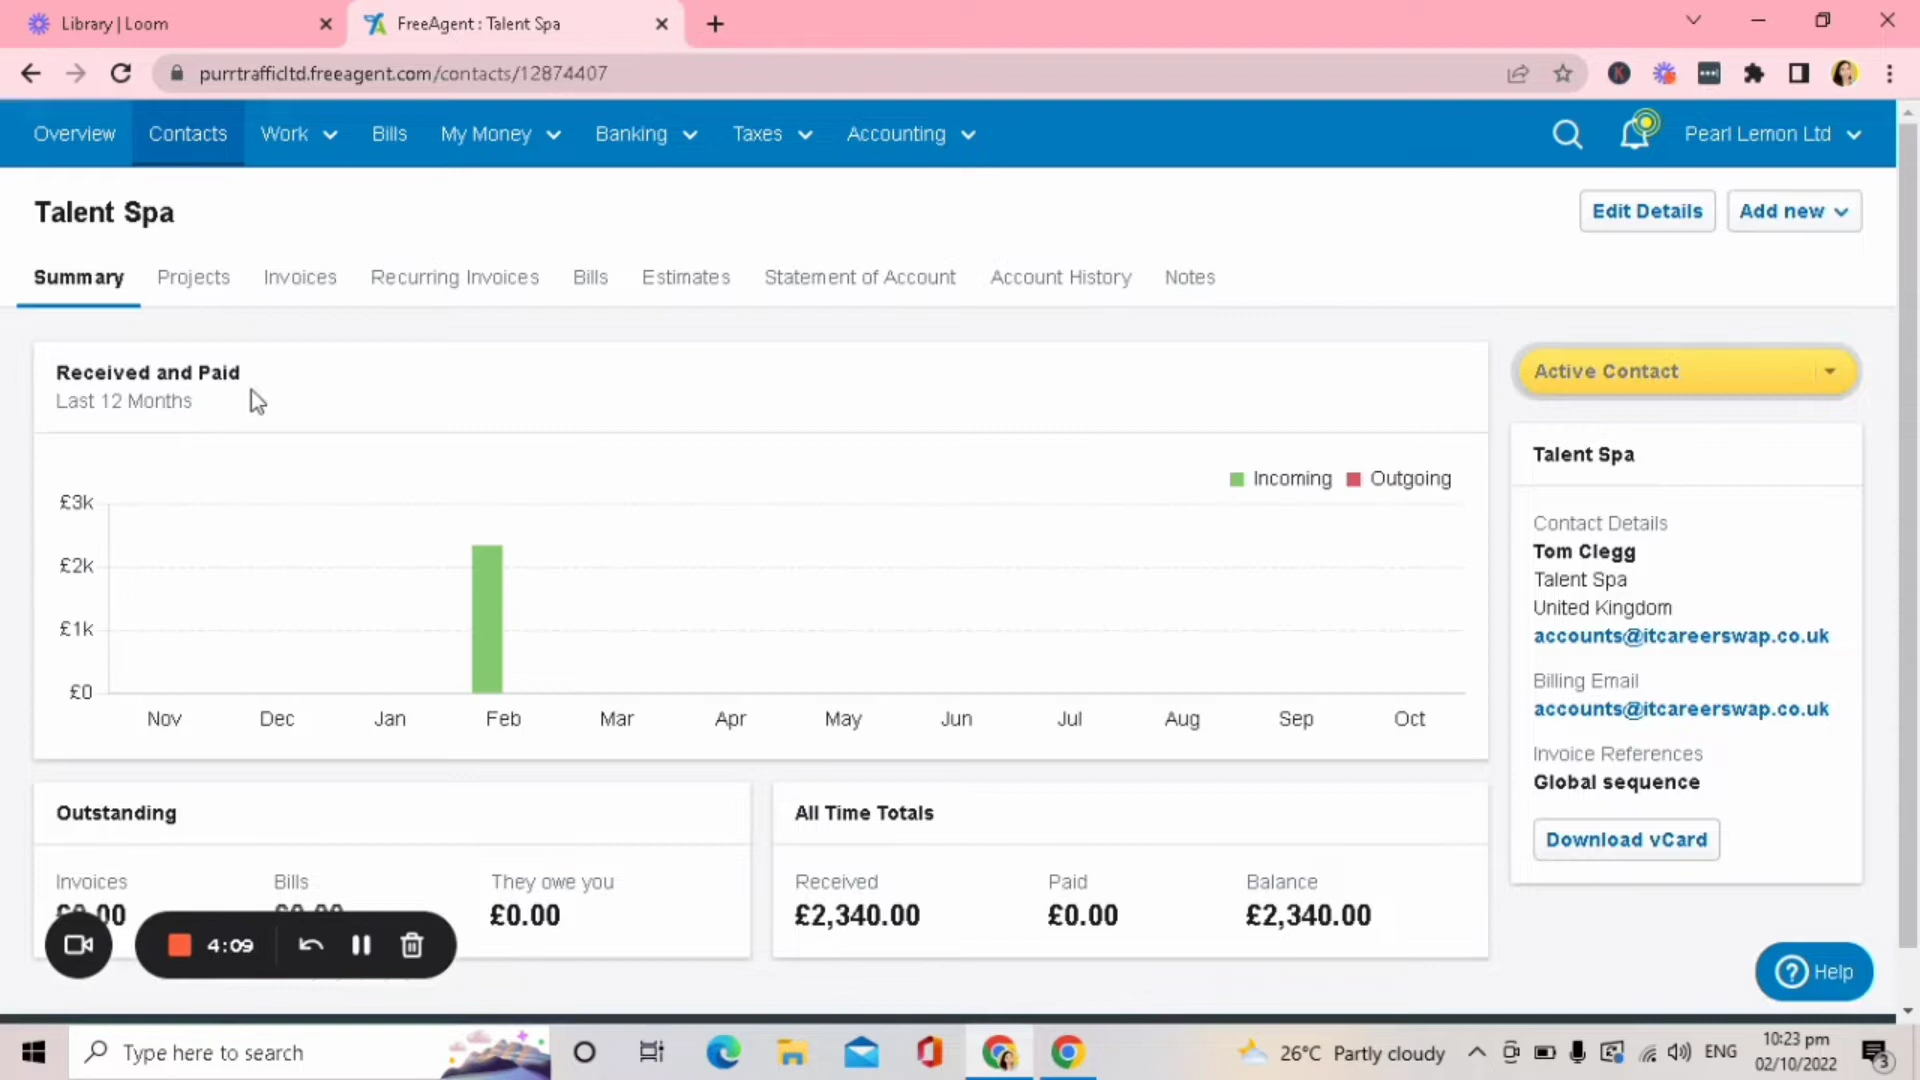 Library | Loom
FreeAgent : Talent Spa
purrtrafficltd.freeagent.com/contacts/12874407
Overview Contacts Work Bills My Money Banking Taxes Accounting Pearl Lemon Ltd
Talent Spa
Edit Details Add new
Summary Projects Invoices Recurring Invoices Bills Estimates Statement of Account Account History Notes
Received and Paid
Last 12 Months
Incoming Outgoing
£3k
£2k
£1k
£0
Nov Dec Jan Feb Mar Apr May Jun Jul Aug Sep Oct
Active Contact
Talent Spa
Contact Details
Tom Clegg
Talent Spa
United Kingdom
accounts@itcareerswap.co.uk
Billing Email
accounts@itcareerswap.co.uk
Invoice References
Global sequence
Download vCard
Outstanding
Invoices Bills They owe you
£0.00 £0.00 £0.00
All Time Totals
Received Paid Balance
£2,340.00 £0.00 £2,340.00
4:09
Help
Type here to search
26°C Partly cloudy
ENG
10:23 pm
02/10/2022
3